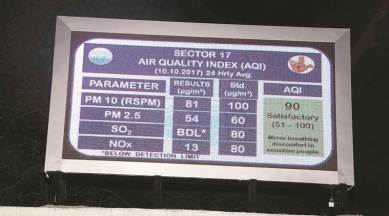 SECTOR 17
AIR QUALITY INDEX (AQI)
(10.10.2017) 24 Hrly Avg.
PARAMETER RESULTS (µg/m³) Std. (µg/m³) AQI
PM 10 (RSPM) 81 100
PM 2.5 54 60
SO₂ BDL* 80
NOx 13 80
90
Satisfactory
(51 - 100)
Minor breathing
discomfort to
sensitive people
*BELOW DETECTION LIMIT